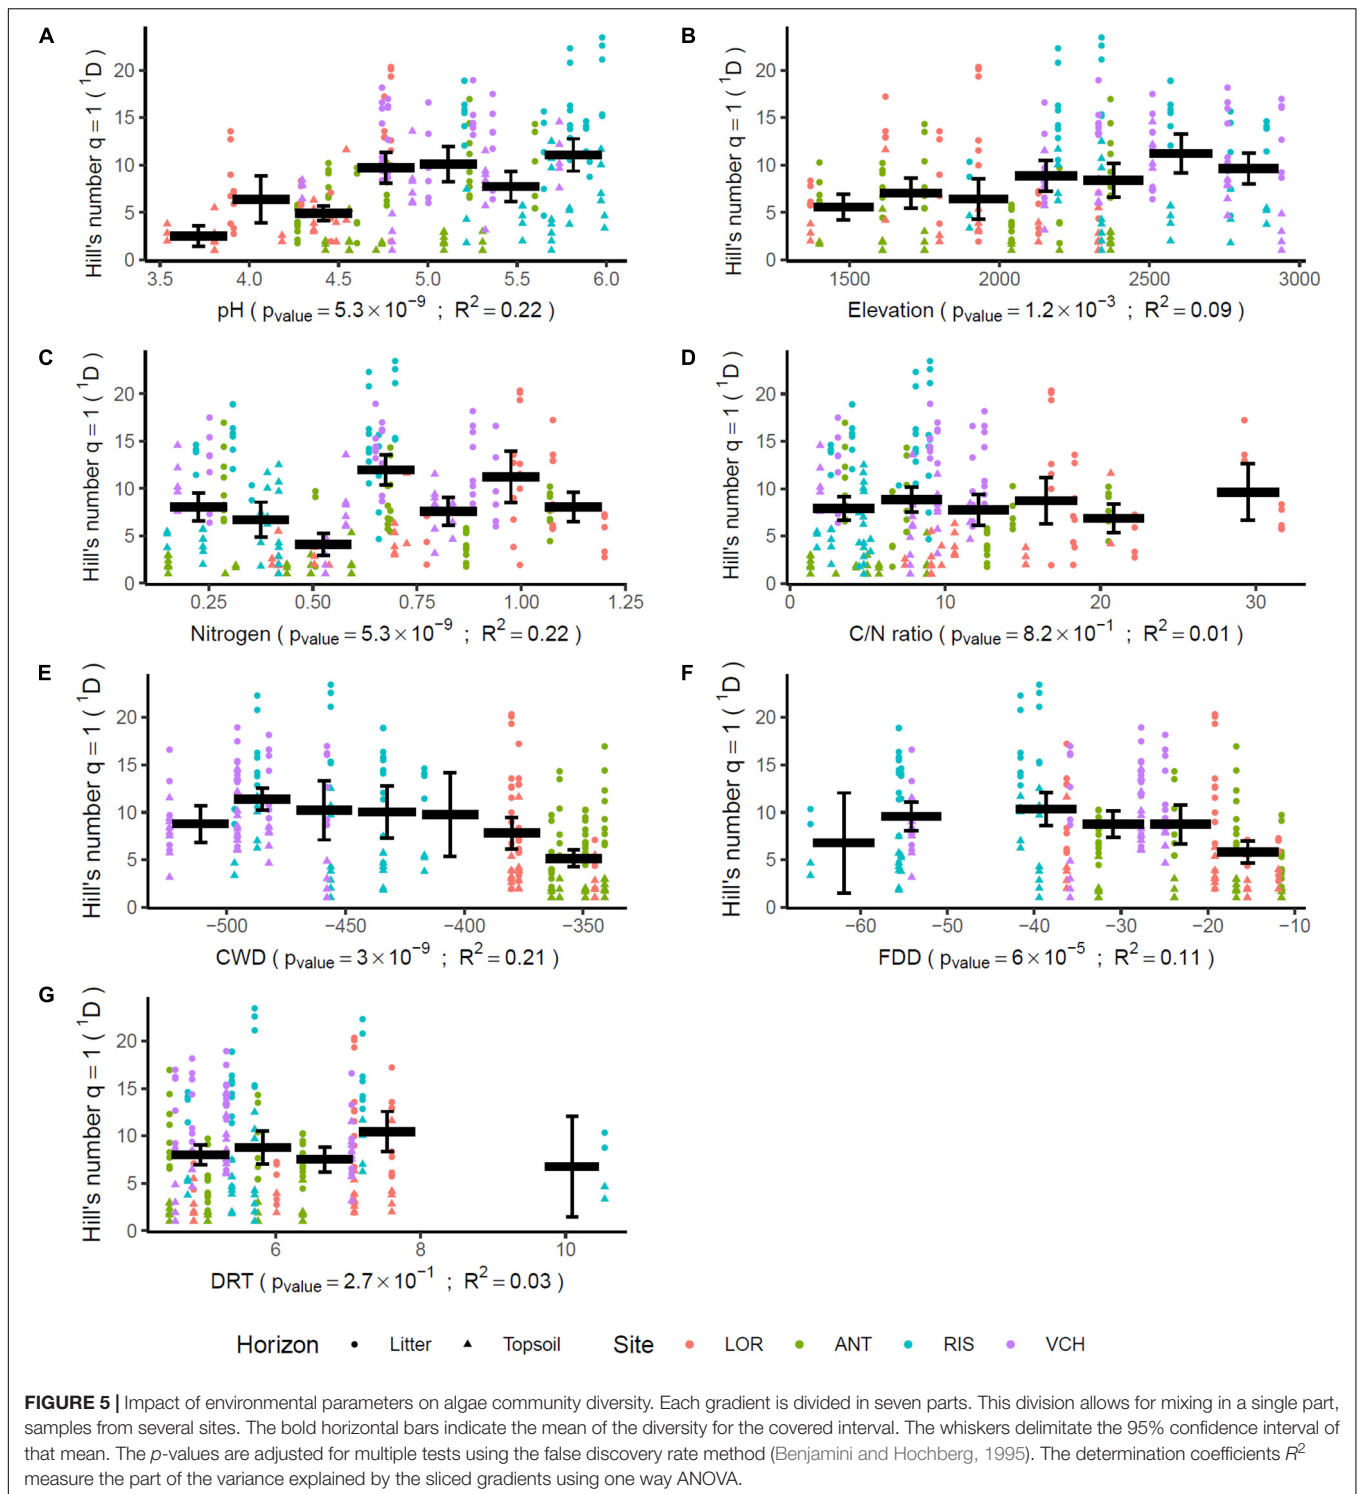 A
Hill's number q = 1 ( ¹D )
20
15
10
5
0
3.5 4.0 4.5 5.0 5.5 6.0
pH ( pvalue = 5.3 × 10⁻⁹ ; R² = 0.22 )
B
Hill's number q = 1 ( ¹D )
20
15
10
5
0
1500 2000 2500 3000
Elevation ( pvalue = 1.2 × 10⁻³ ; R² = 0.09 )
C
Hill's number q = 1 ( ¹D )
20
15
10
5
0
0.25 0.50 0.75 1.00 1.25
Nitrogen ( pvalue = 5.3 × 10⁻⁹ ; R² = 0.22 )
D
Hill's number q = 1 ( ¹D )
20
15
10
5
0
0 10 20 30
C/N ratio ( pvalue = 8.2 × 10⁻¹ ; R² = 0.01 )
E
Hill's number q = 1 ( ¹D )
20
15
10
5
0
−500 −450 −400 −350
CWD ( pvalue = 3 × 10⁻⁹ ; R² = 0.21 )
F
Hill's number q = 1 ( ¹D )
20
15
10
5
0
−60 −50 −40 −30 −20 −10
FDD ( pvalue = 6 × 10⁻⁵ ; R² = 0.11 )
G
Hill's number q = 1 ( ¹D )
20
15
10
5
0
6 8 10
DRT ( pvalue = 2.7 × 10⁻¹ ; R² = 0.03 )
Horizon Litter Topsoil Site LOR ANT RIS VCH
FIGURE 5 | Impact of environmental parameters on algae community diversity. Each gradient is divided in seven parts. This division allows for mixing in a single part,
samples from several sites. The bold horizontal bars indicate the mean of the diversity for the covered interval. The whiskers delimitate the 95% confidence interval of
that mean. The p-values are adjusted for multiple tests using the false discovery rate method (Benjamini and Hochberg, 1995). The determination coefficients R²
measure the part of the variance explained by the sliced gradients using one way ANOVA.